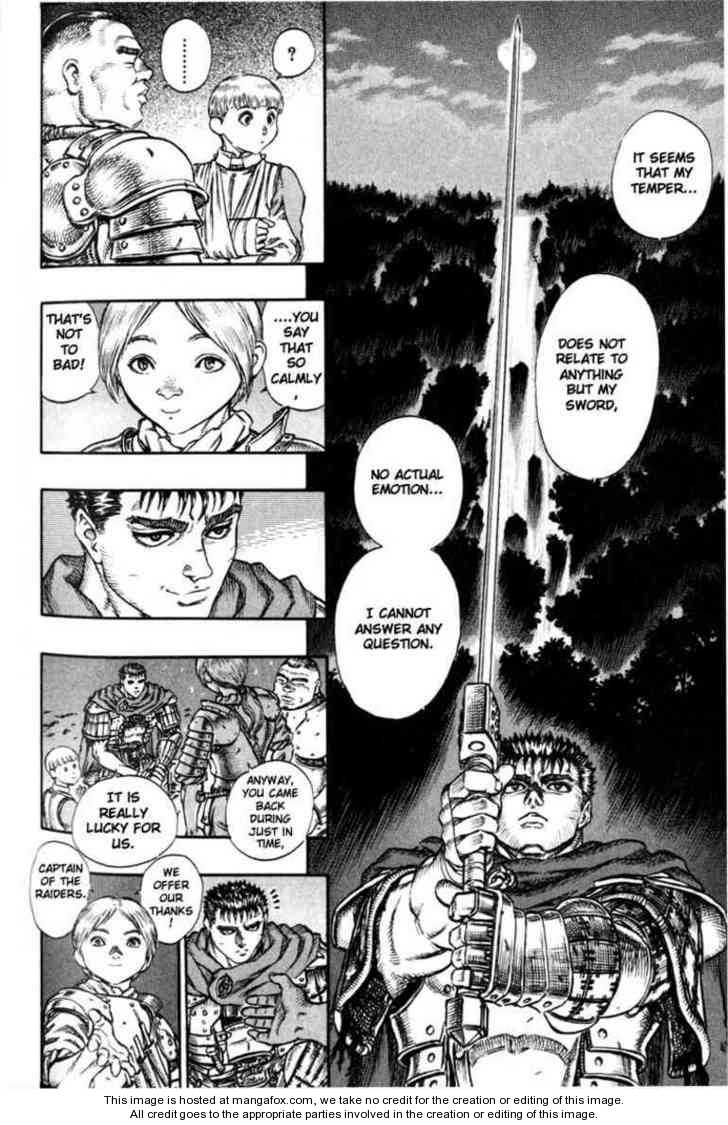 IT SEEMS
THAT MY
TEMPER...
DOES NOT
RELATE TO
ANYTHING
BUT MY
SWORD,
NO ACTUAL
EMOTION...
I CANNOT
ANSWER ANY
QUESTION.
?
.........
....YOU
SAY
THAT
SO
CALMLY
,
THAT'S
NOT
TO
BAD!
ANYWAY,
YOU CAME
BACK
DURING
JUST IN
TIME,
IT IS
REALLY
LUCKY FOR
US.
WE
OFFER
OUR
THANKS
!
CAPTAIN
OF THE
RAIDERS.
This image is hosted at mangafox.com, we take no credit for the creation or editing of this image.
All credit goes to the appropriate parties involved in the creation or editing of this image.